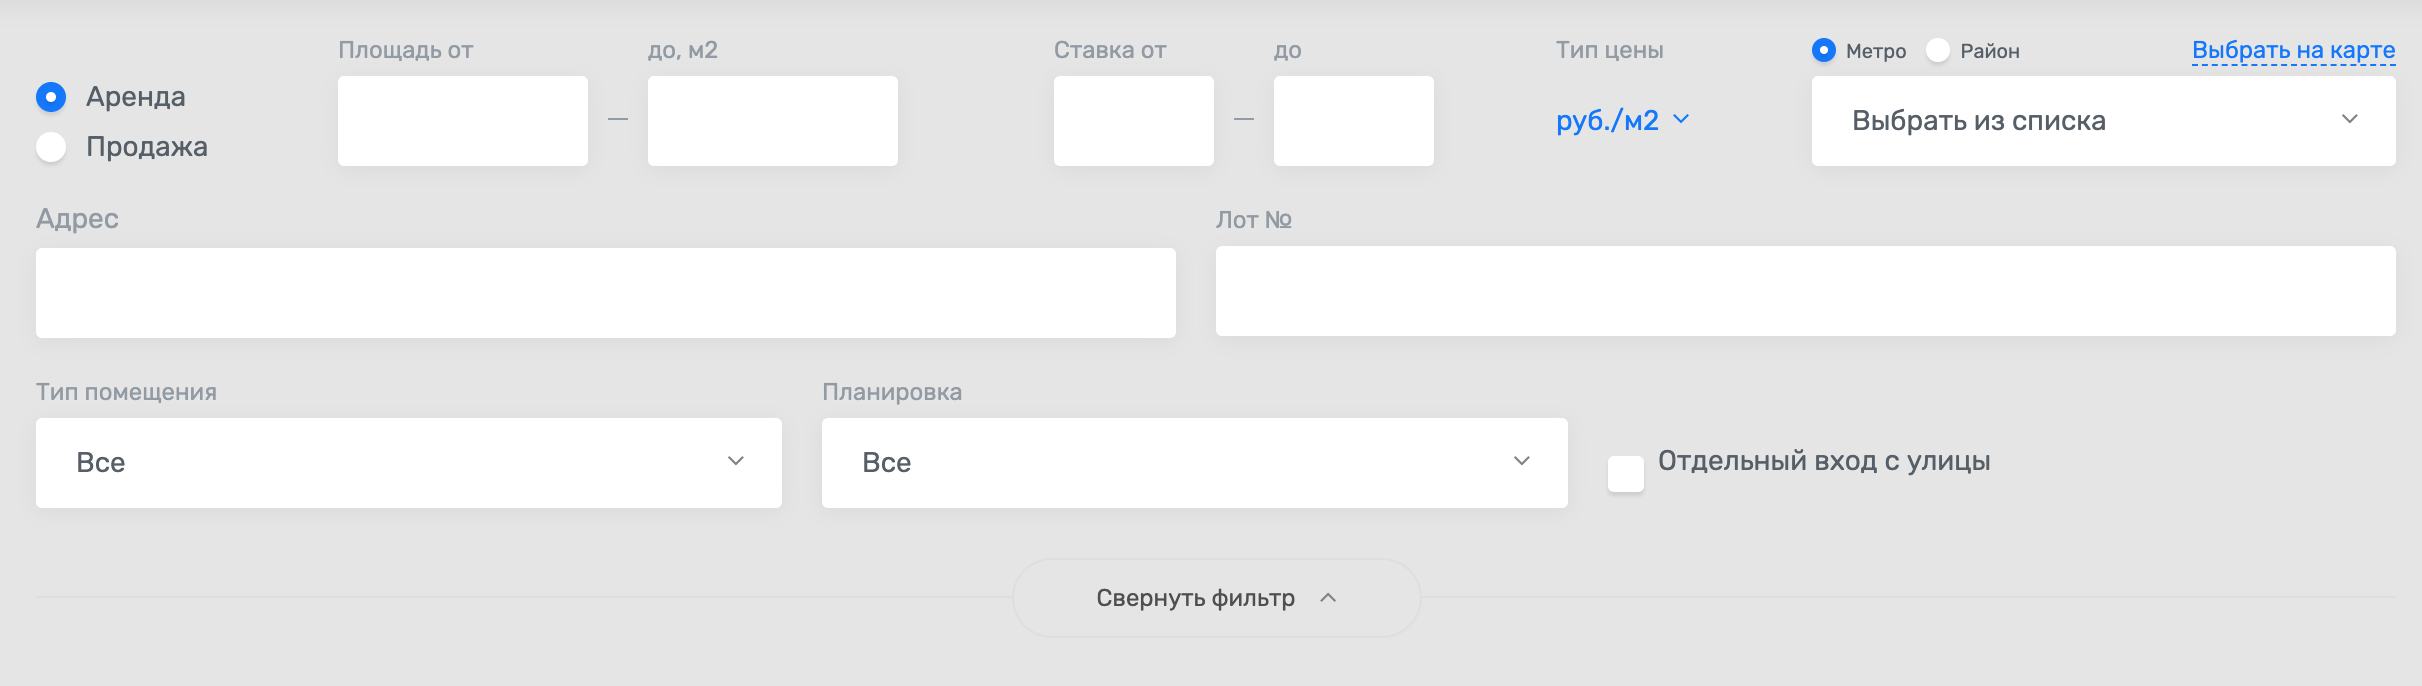 Площадь от
до, м2
Ставка от
до
Тип цены
Метро
Район
Выбрать на карте
Аренда
Продажа
—
—
руб./м2
Выбрать из списка
Адрес
Лот №
Тип помещения
Планировка
Все
Все
Отдельный вход с улицы
Свернуть фильтр